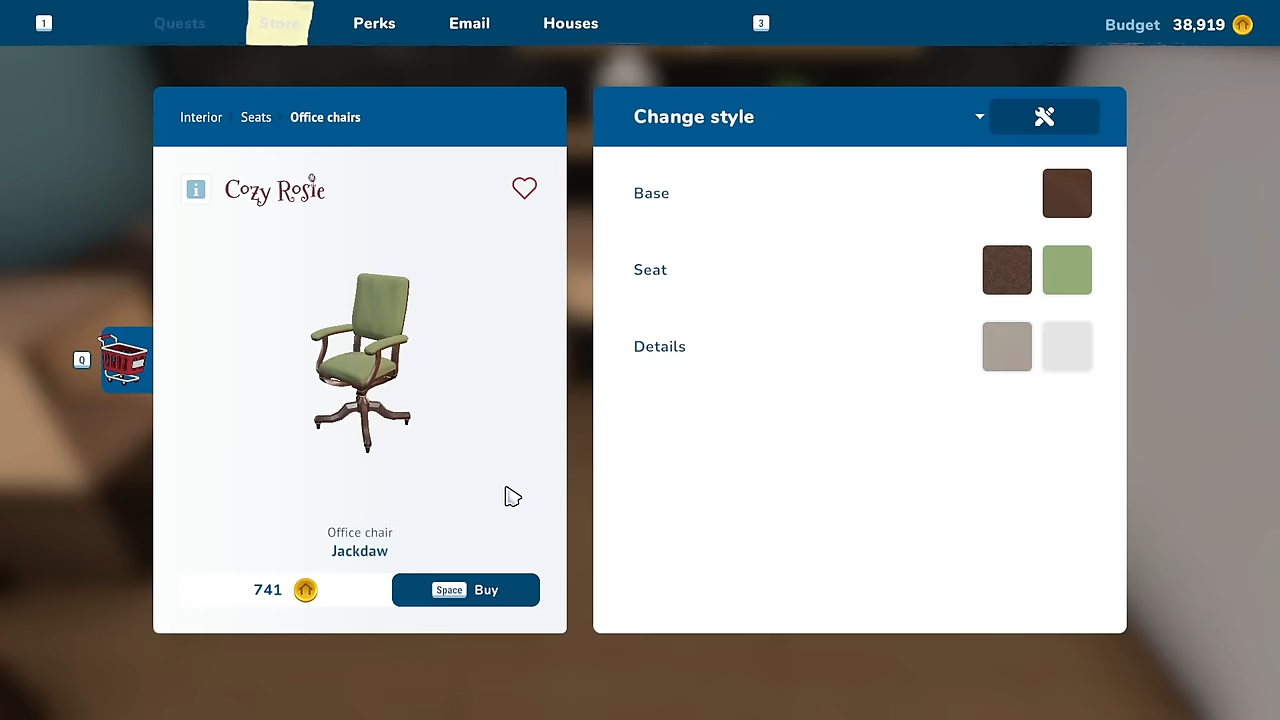 1 Quests Store Perks Email Houses 3 Budget 38,919
Interior Seats Office chairs
Change style
i Cozy Rosie
Base
Seat
Q
Details
Office chair
Jackdaw
741 Space Buy